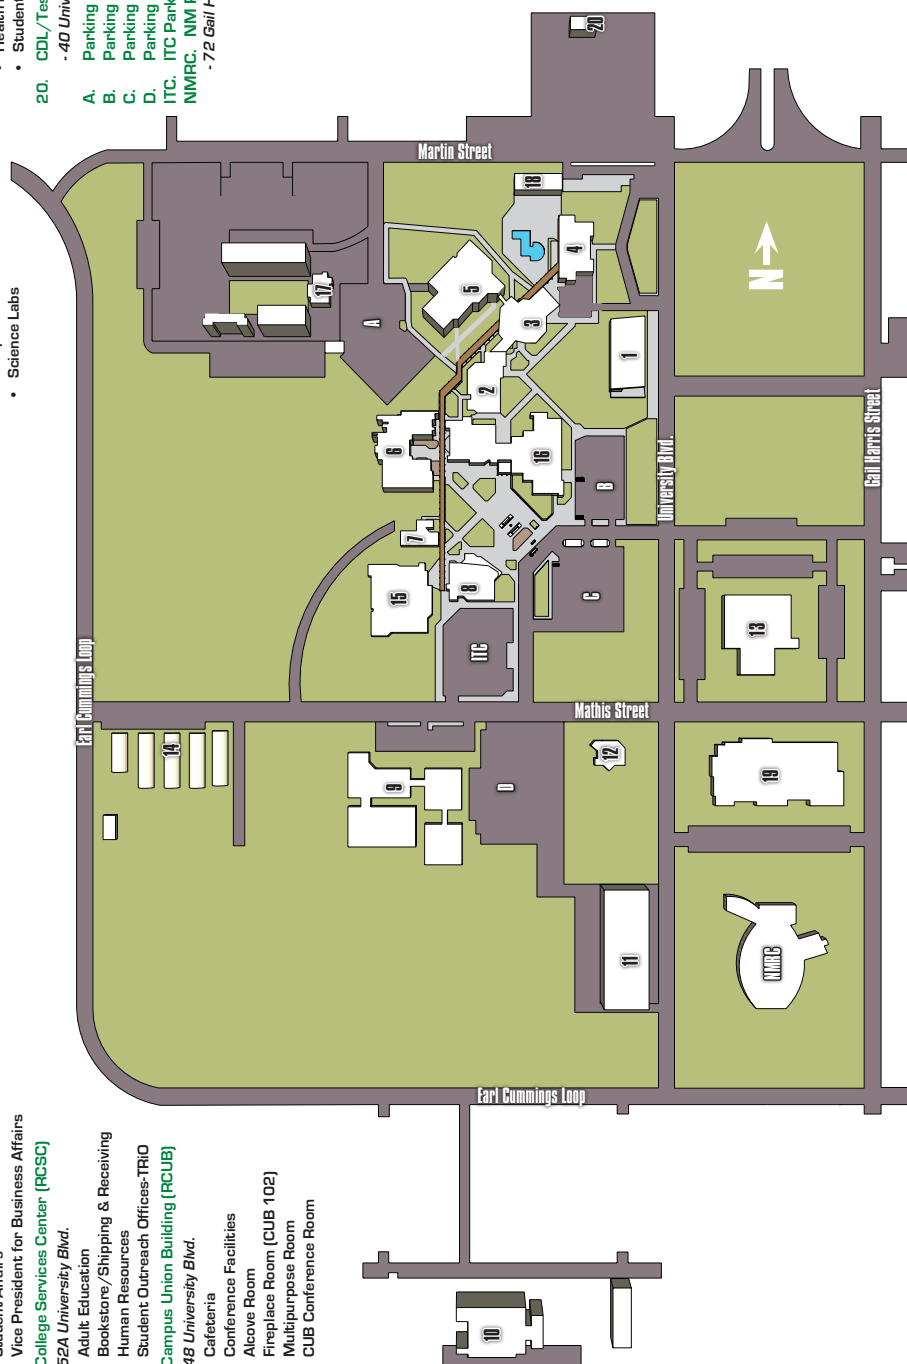 Vice President for Business Affairs
College Services Center (RCSC)
52A University Blvd.
Adult Education
Bookstore/Shipping & Receiving
Human Resources
Student Outreach Offices-TRiO
Campus Union Building (RCUB)
48 University Blvd.
Cafeteria
Conference Facilities
Alcove Room
Fireplace Room (CUB 102)
Multipurpose Room
CUB Conference Room
• Science Labs
• Student
20. CDL/Tes
- 40 Univ
A. Parking
B. Parking
C. Parking
D. Parking
ITC. ITC Park
NMRC. NM
- 72 Gail H
Earl Cummings Loop
Martin Street
Mathis Street
University Blvd.
Gail Harris Street
Earl Cummings Loop
N
20
18
17
A
5
4
3
2
1
6
16
B
7
15
8
C
ITC
13
14
9
D
12
19
11
NMRC
10